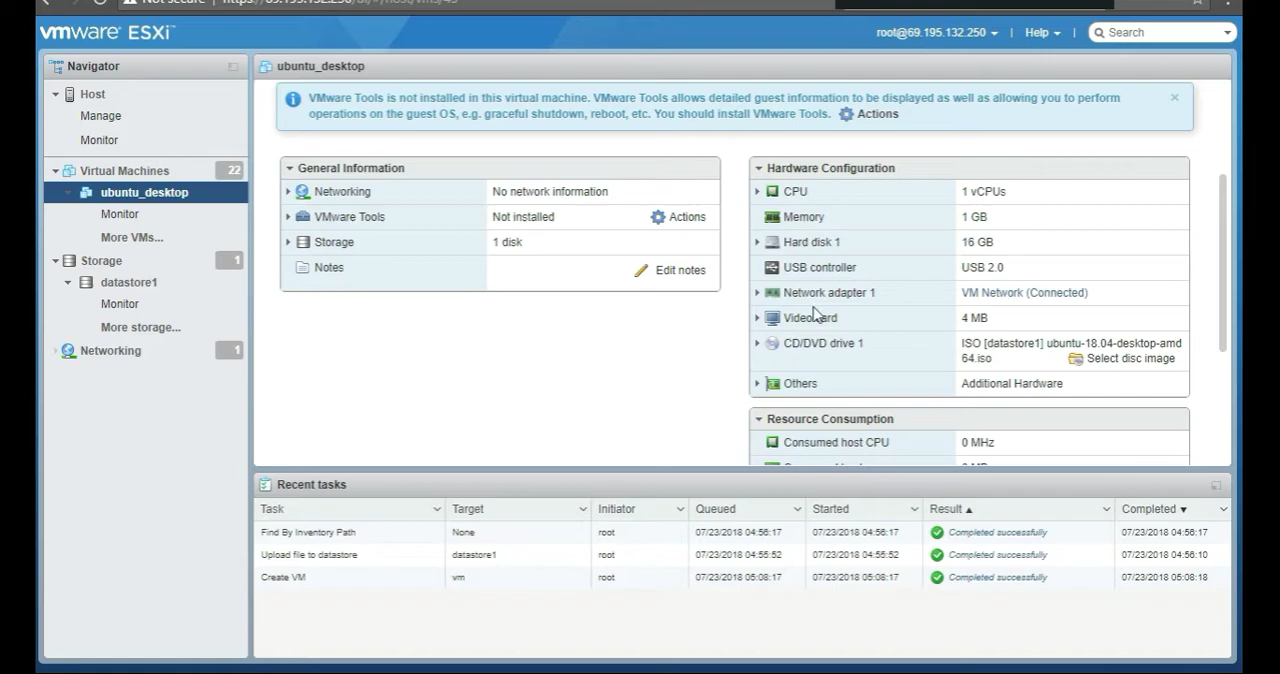 Not secure https://69.195.132.250/ui/#/host/vms/45
vmware ESXi™
root@69.195.132.250 | Help | Search
Navigator
ubuntu_desktop
Host
Manage
Monitor
Virtual Machines 22
ubuntu_desktop
Monitor
More VMs...
Storage 1
datastore1
Monitor
More storage...
Networking 1
VMware Tools is not installed in this virtual machine. VMware Tools allows detailed guest information to be displayed as well as allowing you to perform
operations on the guest OS, e.g. graceful shutdown, reboot, etc. You should install VMware Tools. Actions
General Information
Networking No network information
VMware Tools Not installed Actions
Storage 1 disk
Notes Edit notes
Hardware Configuration
CPU 1 vCPUs
Memory 1 GB
Hard disk 1 16 GB
USB controller USB 2.0
Network adapter 1 VM Network (Connected)
Video card 4 MB
CD/DVD drive 1 ISO [datastore1] ubuntu-18.04-desktop-amd
64.iso Select disc image
Others Additional Hardware
Resource Consumption
Consumed host CPU 0 MHz
Recent tasks
Task Target Initiator Queued Started Result Completed
Find By Inventory Path None root 07/23/2018 04:56:17 07/23/2018 04:56:17 Completed successfully 07/23/2018 04:56:17
Upload file to datastore datastore1 root 07/23/2018 04:55:52 07/23/2018 04:55:52 Completed successfully 07/23/2018 04:56:10
Create VM vm root 07/23/2018 05:08:17 07/23/2018 05:08:17 Completed successfully 07/23/2018 05:08:18